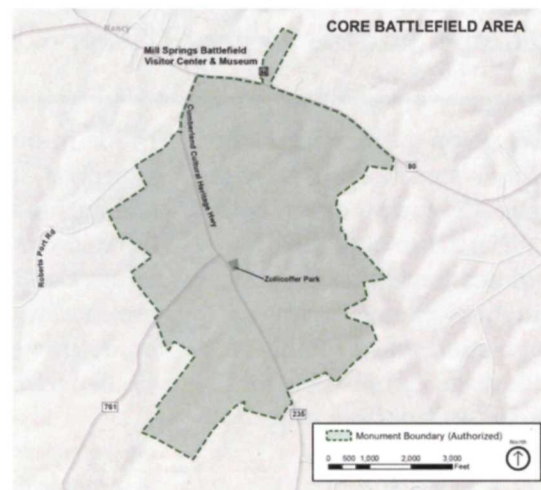 CORE BATTLEFIELD AREA
Nancy
Mill Springs Battlefield
Visitor Center & Museum
80
Cumberland Cultural Heritage Hwy
Roberts Port Rd
Zollicoffer Park
761
235
Monument Boundary (Authorized)
North
0 500 1,000 2,000 3,000
Feet